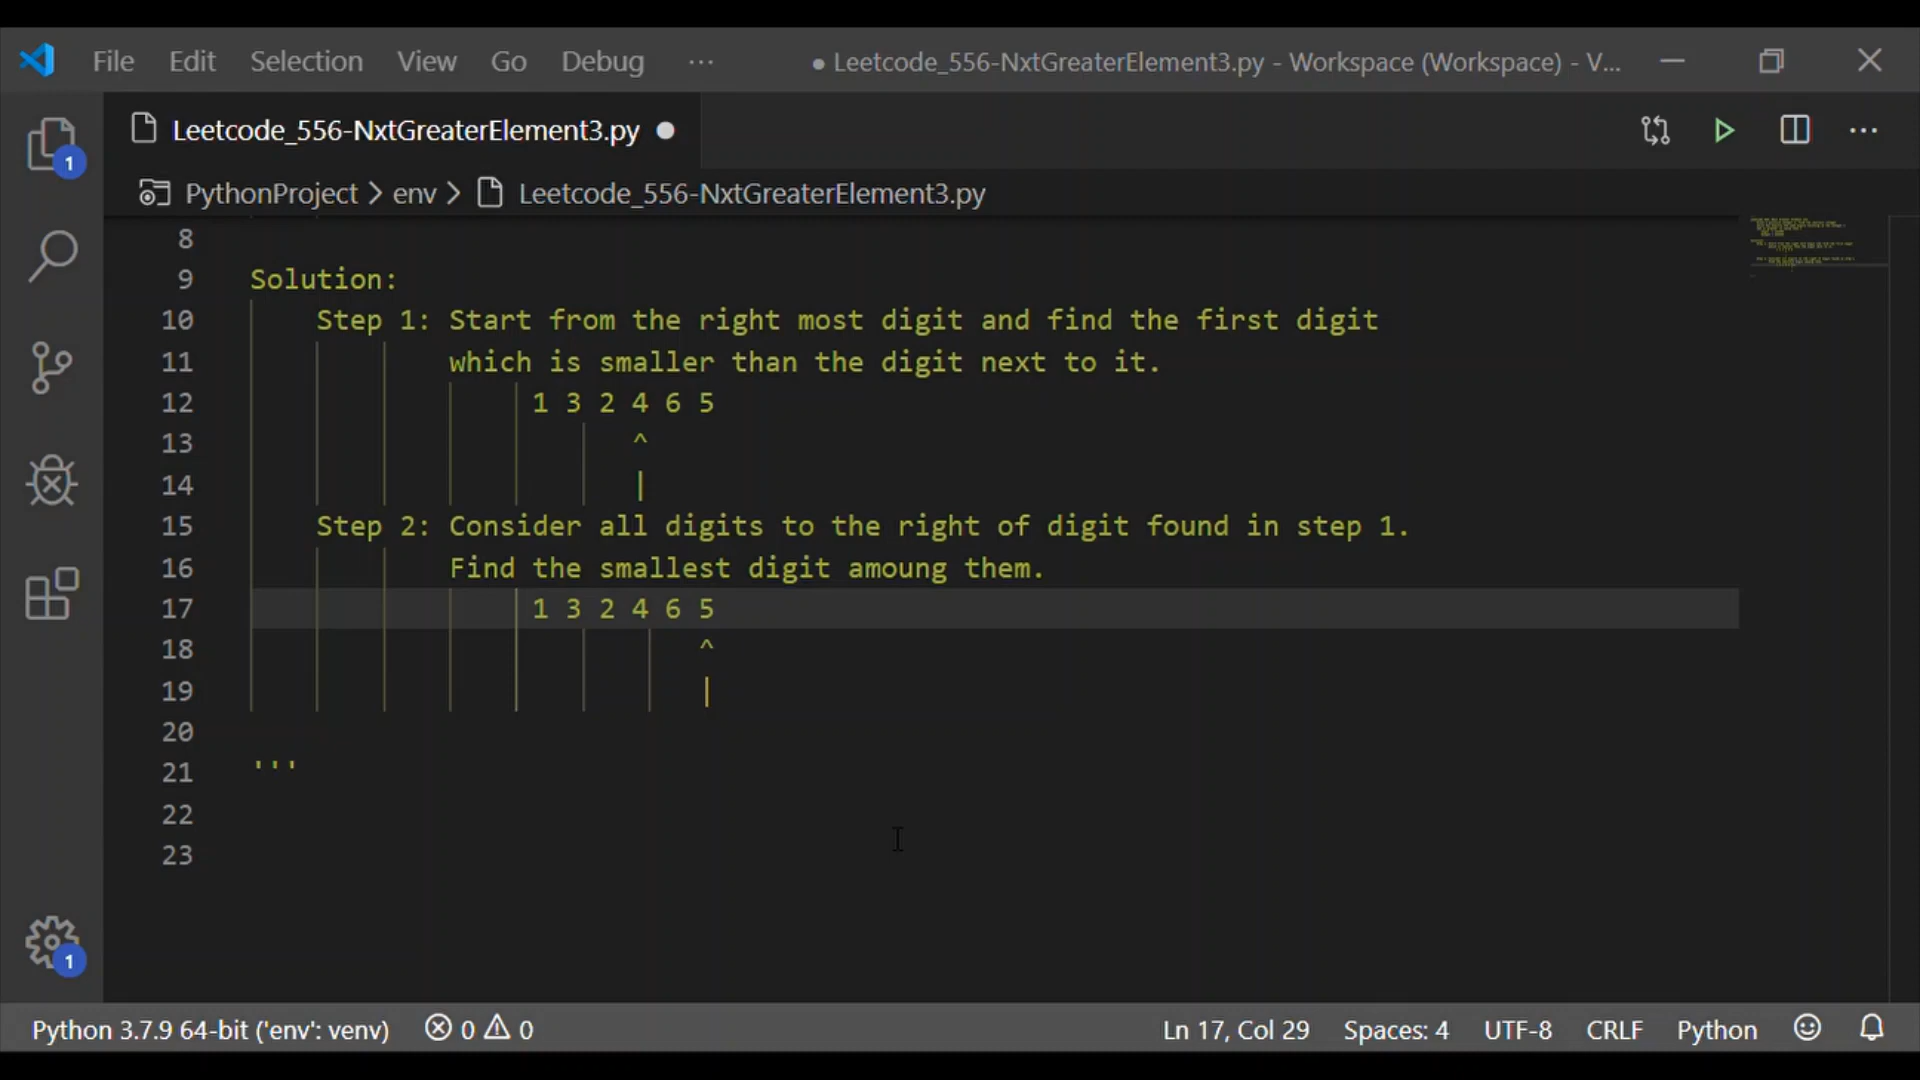 File Edit Selection View Go Debug ··· ● Leetcode_556-NxtGreaterElement3.py - Workspace (Workspace) - V...
Leetcode_556-NxtGreaterElement3.py ●
1
PythonProject > env > Leetcode_556-NxtGreaterElement3.py
8
9 Solution:
10 Step 1: Start from the right most digit and find the first digit
11 which is smaller than the digit next to it.
12 1 3 2 4 6 5
13 ^
14 |
15 Step 2: Consider all digits to the right of digit found in step 1.
16 Find the smallest digit amoung them.
17 1 3 2 4 6 5
18 ^
19 |
20
21 '''
22
23
1
Python 3.7.9 64-bit ('env': venv) 0 0 Ln 17, Col 29 Spaces: 4 UTF-8 CRLF Python